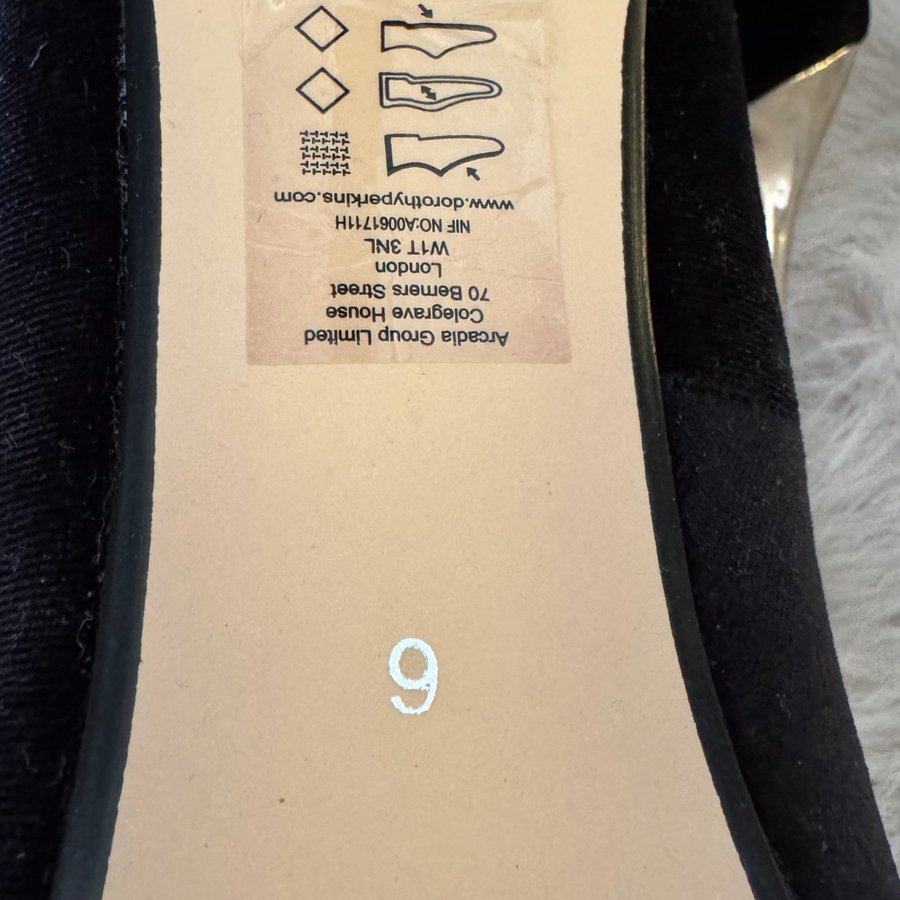 6
Arcadia Group Limited
Colegrave House
70 Berners Street
London
W1T 3NL
NIF NO:A0061711H
www.dorothyperkins.com